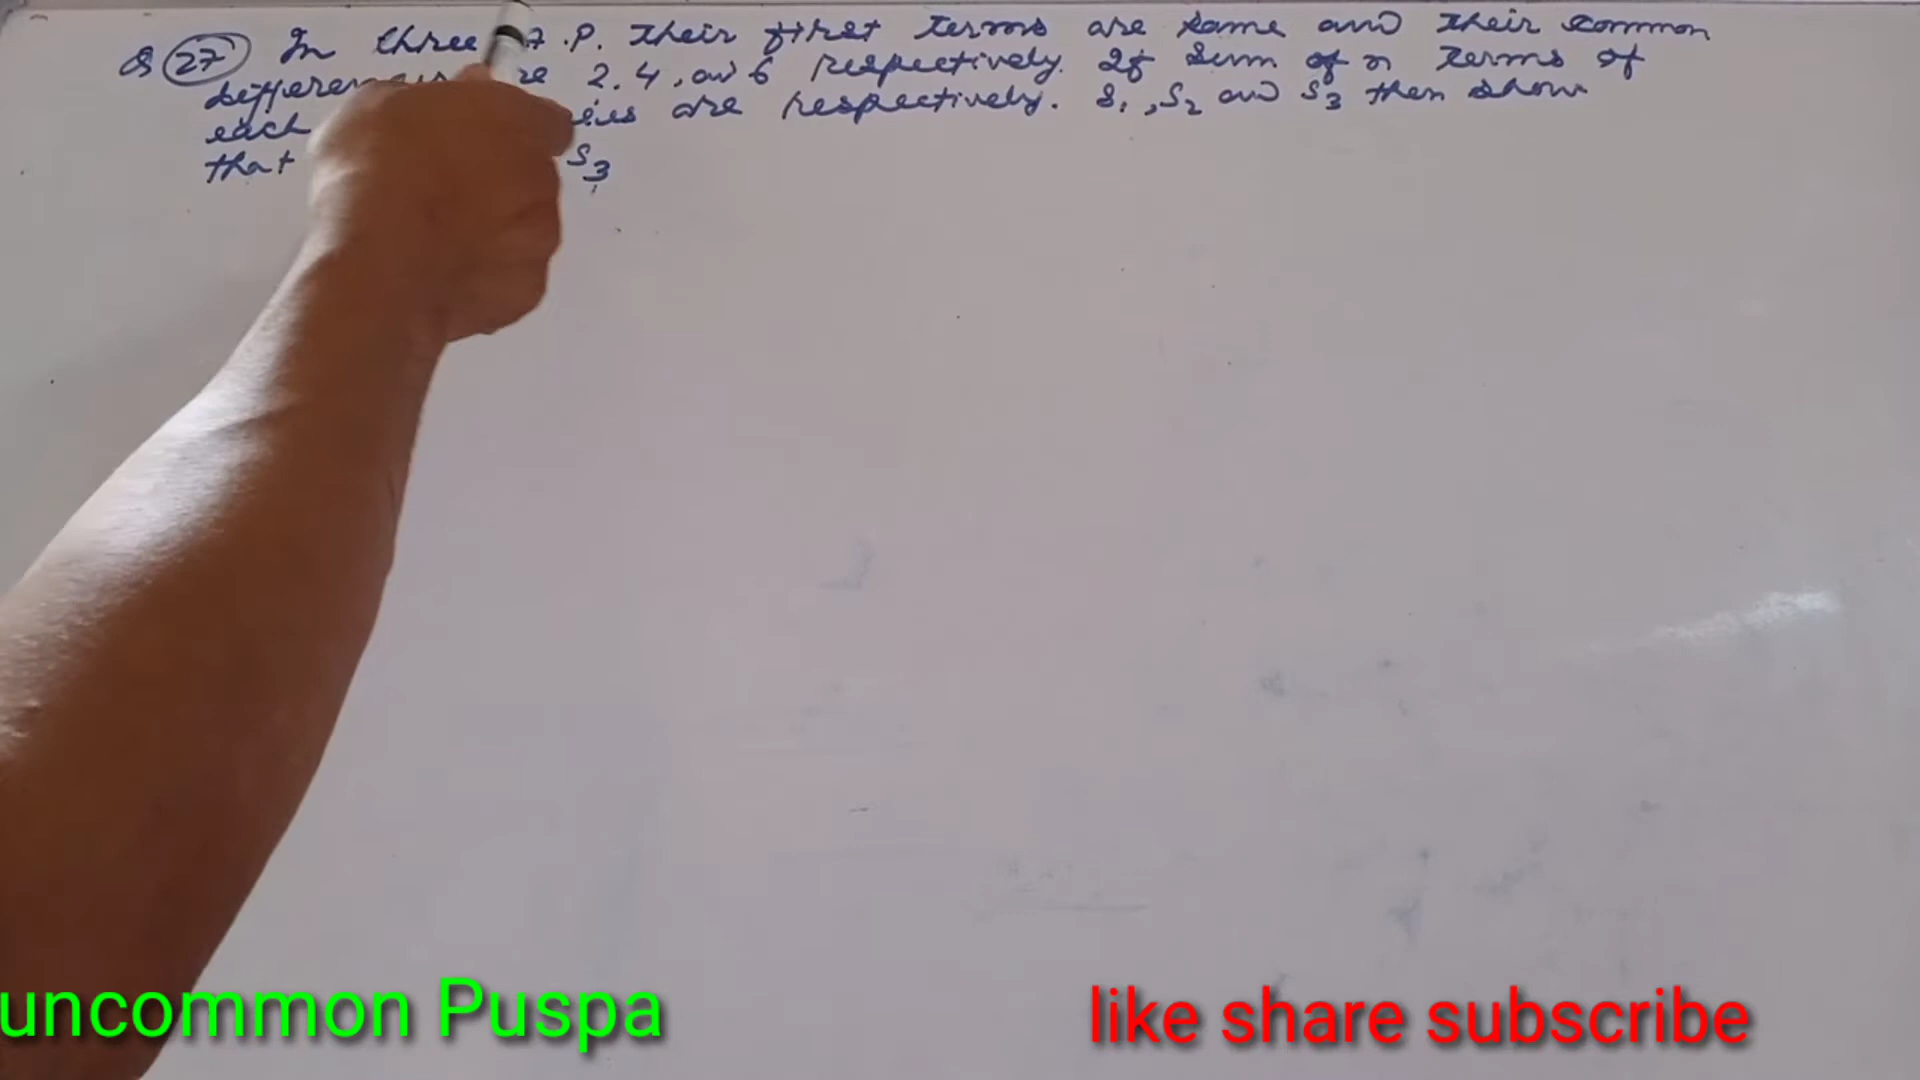 Q 27 In three A.P. their first terms are same and their common
differences are 2, 4, and 6 respectively. If sum of n terms of
each are respectively. S1, S2 and S3 then show
that S3
uncommon Puspa
like share subscribe